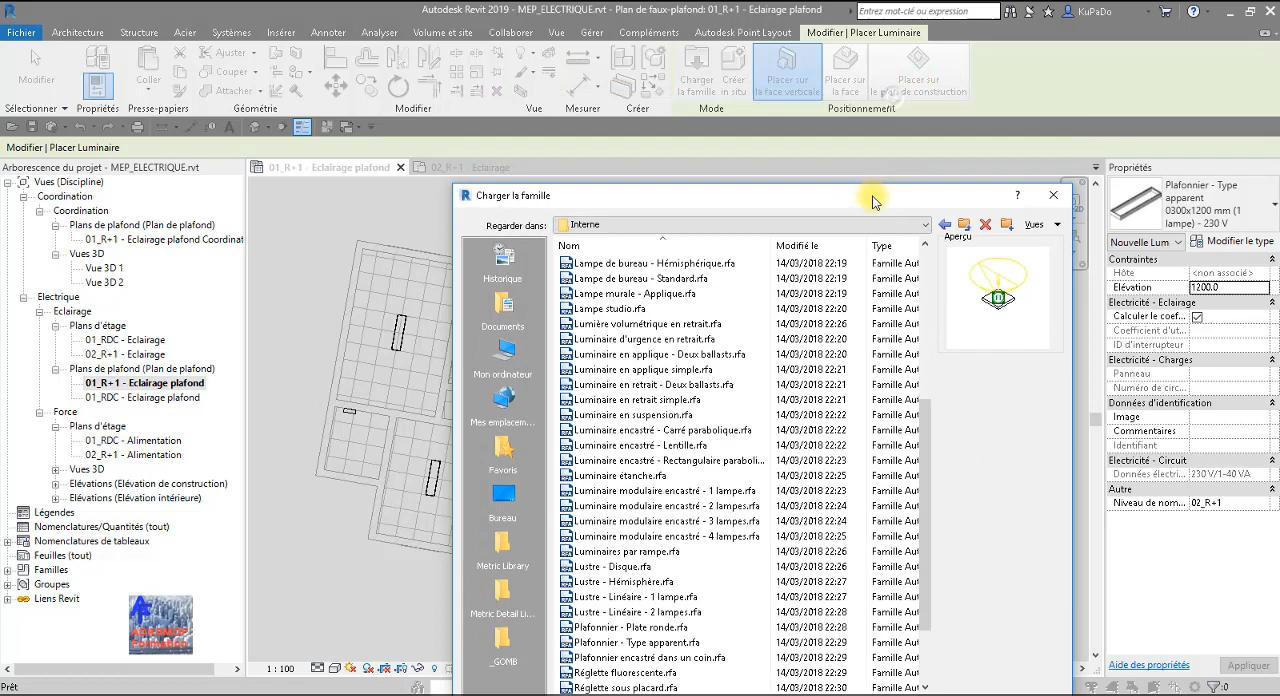 Autodesk Revit 2019 - MEP_ELECTRIQUE.rvt - Plan de faux-plafond: 01_R+1 - Eclairage plafond
Entrez mot-clé ou expression
KuPaDo
Fichier Architecture Structure Acier Systèmes Insérer Annoter Analyser Volume et site Collaborer Vue Gérer Compléments Autodesk Point Layout Modifier | Placer Luminaire
Modifier
Coller
Ajuster
Couper
Attacher
Charger la famille
Créer in situ
Placer sur la face verticale
Placer sur la face
Placer sur le plan de construction
Sélectionner Propriétés Presse-papiers Géométrie Modifier Vue Mesurer Créer Mode Positionnement
Modifier | Placer Luminaire
Arborescence du projet - MEP_ELECTRIQUE.rvt
Vues (Discipline)
Coordination
Coordination
Plans de plafond (Plan de plafond)
01_R+1 - Eclairage plafond Coordinat
Vues 3D
Vue 3D 1
Vue 3D 2
Electrique
Eclairage
Plans d'étage
01_RDC - Eclairage
02_R+1 - Eclairage
Plans de plafond (Plan de plafond)
01_R+1 - Eclairage plafond
01_RDC - Eclairage plafond
Force
Plans d'étage
01_RDC - Alimentation
02_R+1 - Alimentation
Vues 3D
Elévations (Elévation de construction)
Elévations (Elévation intérieure)
Légendes
Nomenclatures/Quantités (tout)
Nomenclatures de tableaux
Feuilles (tout)
Familles
Groupes
Liens Revit
Formation
01_R+1 - Eclairage plafond
02_R+1 - Eclairage
Charger la famille
Regarder dans: Interne
Vues
Historique
Documents
Mon ordinateur
Mes emplacem...
Favoris
Bureau
Metric Library
Metric Detail Li...
_GOMB
Nom Modifié le Type
Lampe de bureau - Hémisphérique.rfa 14/03/2018 22:19 Famille Aut
Lampe de bureau - Standard.rfa 14/03/2018 22:19 Famille Aut
Lampe murale - Applique.rfa 14/03/2018 22:19 Famille Aut
Lampe studio.rfa 14/03/2018 22:20 Famille Aut
Lumière volumétrique en retrait.rfa 14/03/2018 22:26 Famille Aut
Luminaire d'urgence en retrait.rfa 14/03/2018 22:20 Famille Aut
Luminaire en applique - Deux ballasts.rfa 14/03/2018 22:20 Famille Aut
Luminaire en applique simple.rfa 14/03/2018 22:21 Famille Aut
Luminaire en retrait - Deux ballasts.rfa 14/03/2018 22:21 Famille Aut
Luminaire en retrait simple.rfa 14/03/2018 22:21 Famille Aut
Luminaire en suspension.rfa 14/03/2018 22:22 Famille Aut
Luminaire encastré - Carré parabolique.rfa 14/03/2018 22:22 Famille Aut
Luminaire encastré - Lentille.rfa 14/03/2018 22:22 Famille Aut
Luminaire encastré - Rectangulaire paraboli... 14/03/2018 22:23 Famille Aut
Luminaire étanche.rfa 14/03/2018 22:25 Famille Aut
Luminaire modulaire encastré - 1 lampe.rfa 14/03/2018 22:23 Famille Aut
Luminaire modulaire encastré - 2 lampes.rfa 14/03/2018 22:24 Famille Aut
Luminaire modulaire encastré - 3 lampes.rfa 14/03/2018 22:24 Famille Aut
Luminaire modulaire encastré - 4 lampes.rfa 14/03/2018 22:25 Famille Aut
Luminaires par rampe.rfa 14/03/2018 22:26 Famille Aut
Lustre - Disque.rfa 14/03/2018 22:26 Famille Aut
Lustre - Hémisphère.rfa 14/03/2018 22:27 Famille Aut
Lustre - Linéaire - 1 lampe.rfa 14/03/2018 22:27 Famille Aut
Lustre - Linéaire - 2 lampes.rfa 14/03/2018 22:28 Famille Aut
Plafonnier - Plate ronde.rfa 14/03/2018 22:28 Famille Aut
Plafonnier - Type apparent.rfa 14/03/2018 22:29 Famille Aut
Plafonnier encastré dans un coin.rfa 14/03/2018 22:29 Famille Aut
Réglette fluorescente.rfa 14/03/2018 22:29 Famille Aut
Réglette sous placard.rfa 14/03/2018 22:30 Famille Aut
Aperçu
Propriétés
Plafonnier - Type apparent
0300x1200 mm (1 lampe) - 230 V
Nouvelle Lum Modifier le type
Contraintes
Hôte <non associé>
Elévation 1200.0
Electricité - Eclairage
Calculer le coef...
Coefficient d'ut...
ID d'interrupteur
Electricité - Charges
Panneau
Numéro de circ...
Données d'identification
Image
Commentaires
Identifiant
Electricité - Circuit
Données électri... 230 V/1-40 VA
Autre
Niveau de nom... 02_R+1
Aide des propriétés Appliquer
1 : 100
Prêt
:0